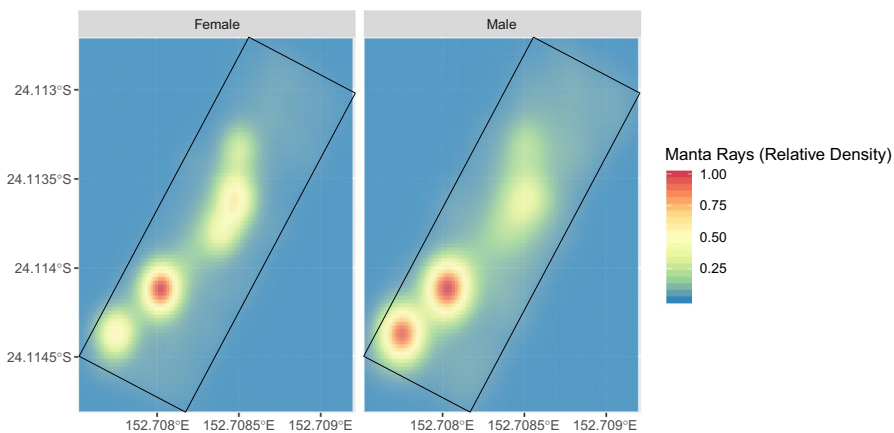 Female
Male
24.113°S
24.1135°S
24.114°S
24.1145°S
152.708°E 152.7085°E 152.709°E
152.708°E 152.7085°E 152.709°E
Manta Rays (Relative Density)
1.00
0.75
0.50
0.25